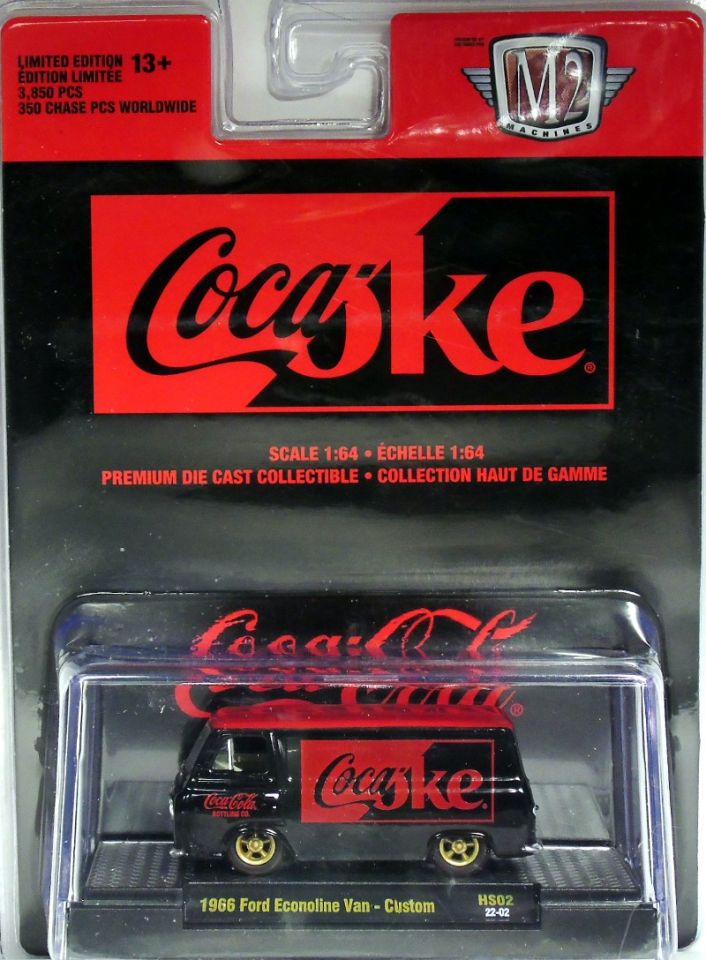 LIMITED EDITION 13+
ÉDITION LIMITÉE
3,850 PCS
350 CHASE PCS WORLDWIDE
M2
MACHINES
Coca oke®
SCALE 1:64 • ÉCHELLE 1:64
PREMIUM DIE CAST COLLECTIBLE • COLLECTION HAUT DE GAMME
Coca-Cola®
Coca oke®
Coca-Cola
BOTTLING CO.
1966 Ford Econoline Van - Custom HS02
22-02